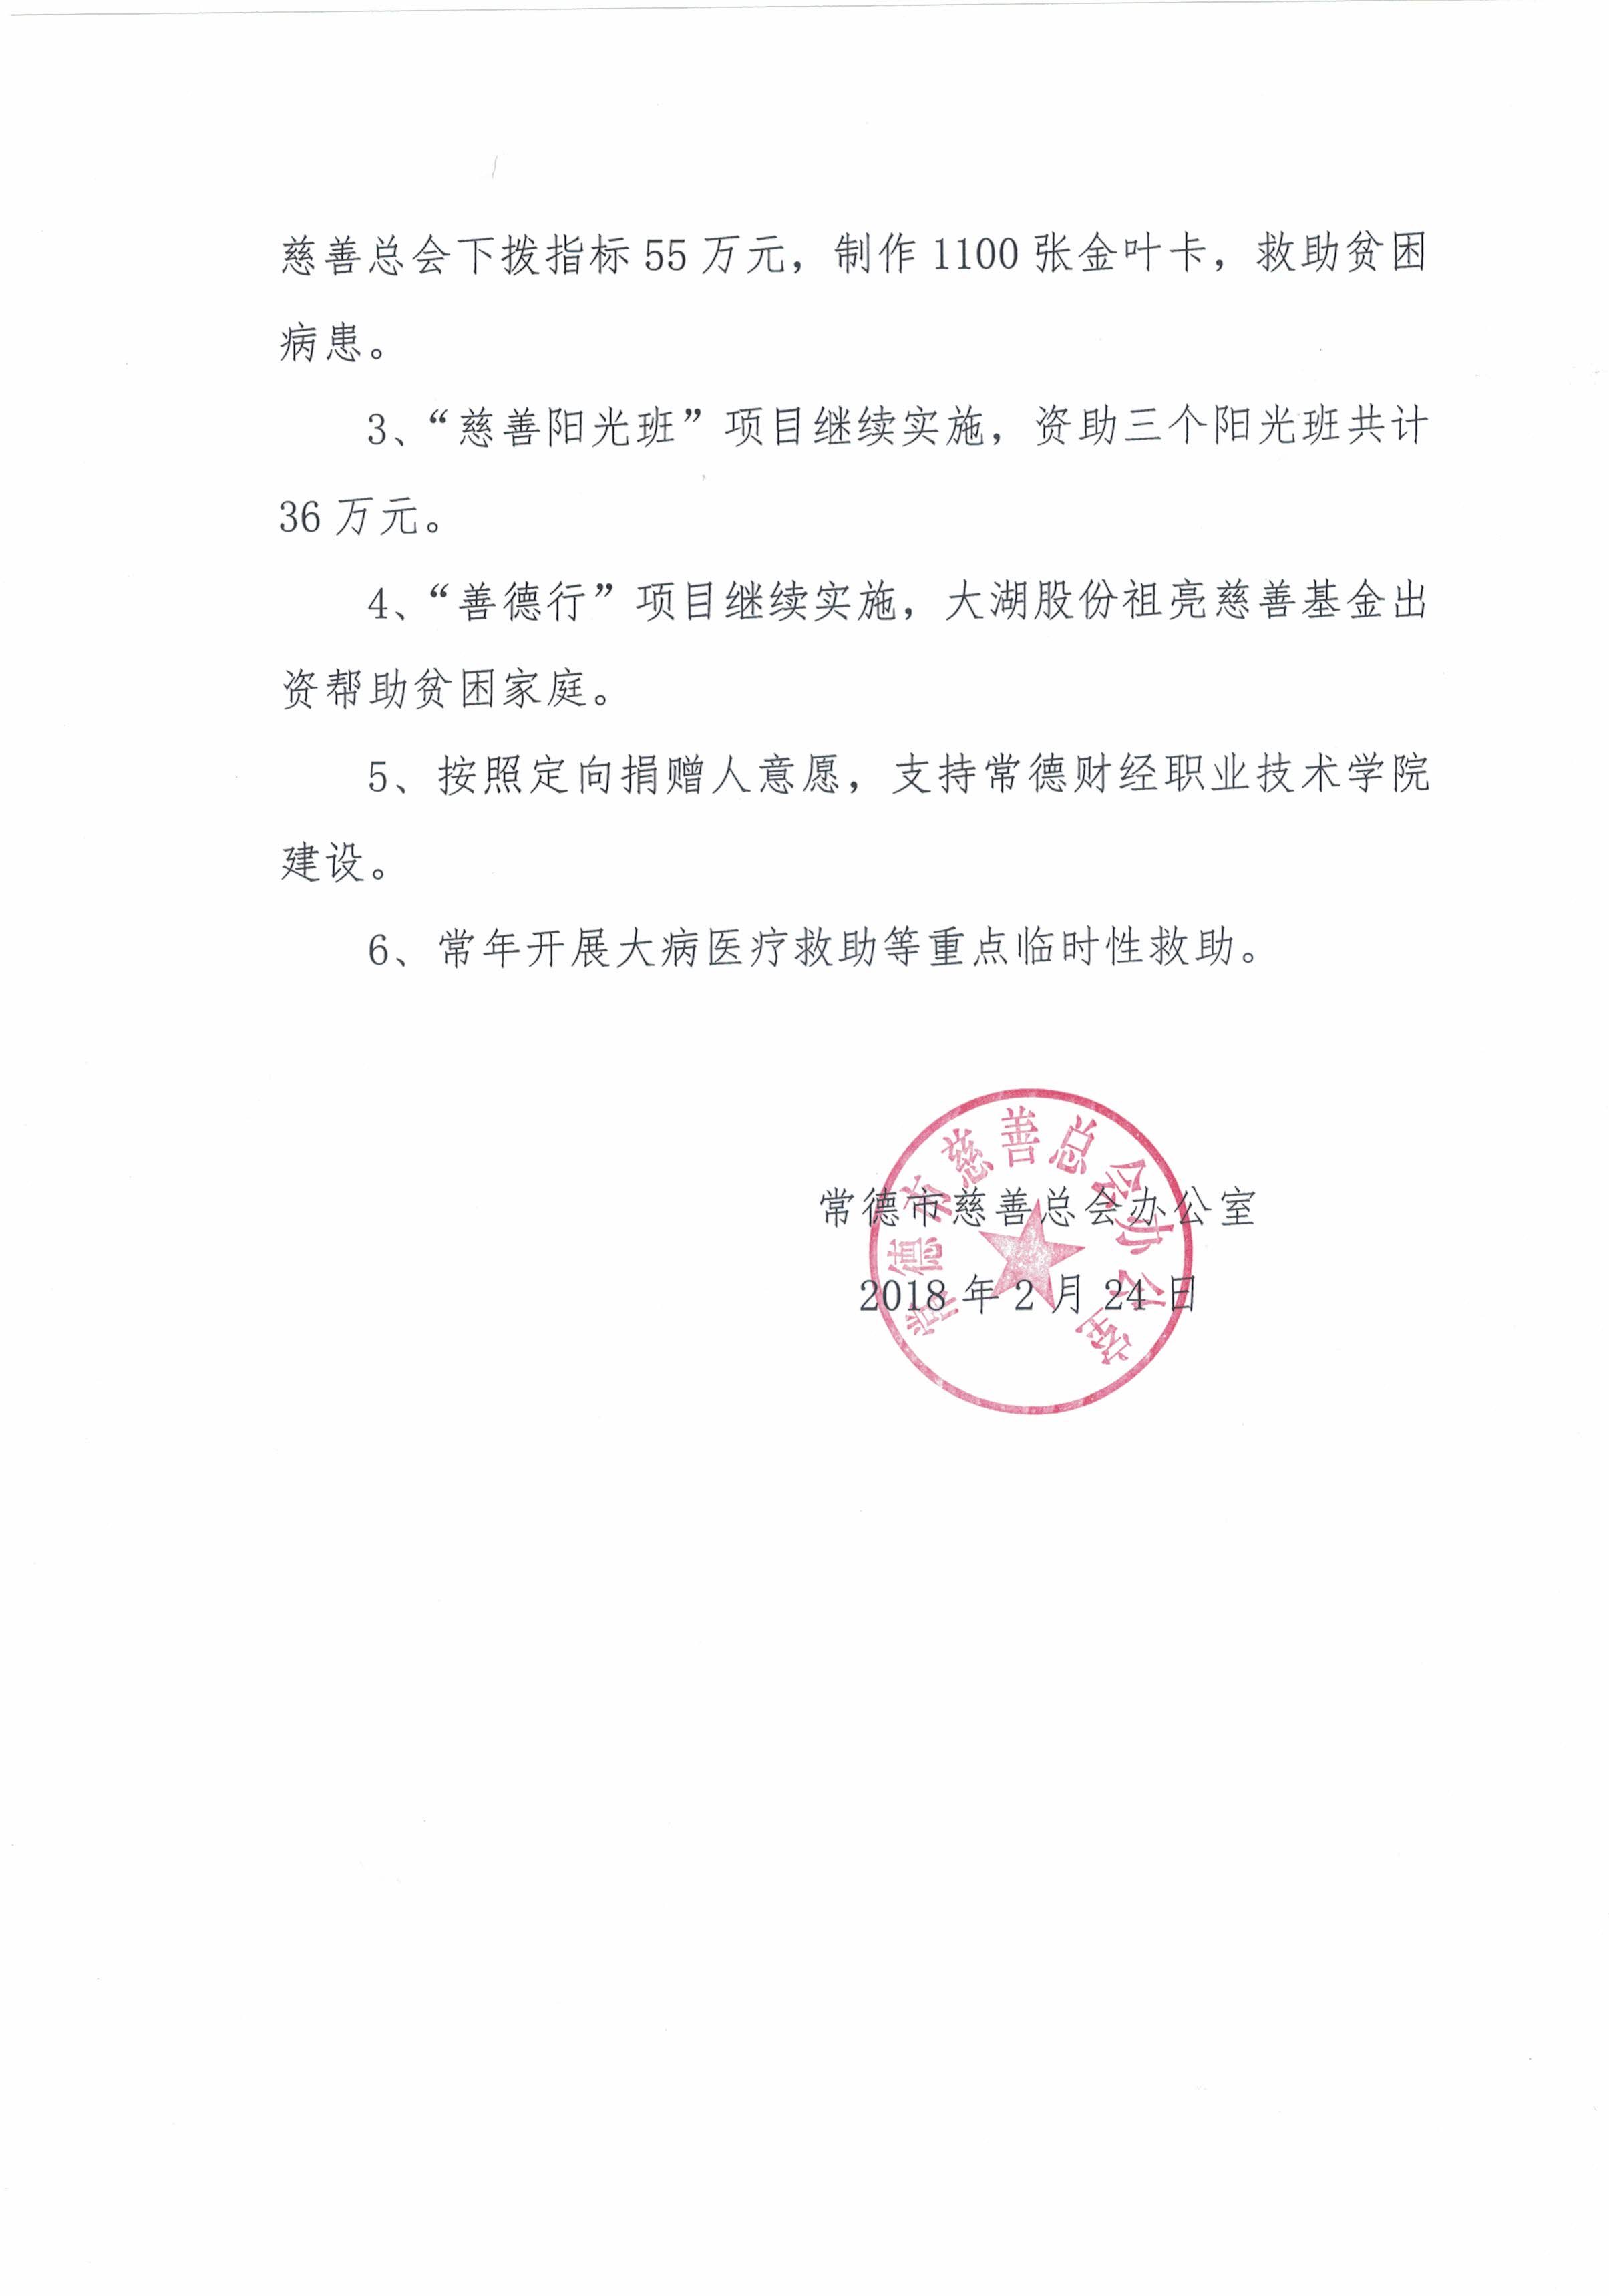 慈善总会下拨指标 55 万元，制作 1100 张金叶卡，救助贫困
病患。
3、“慈善阳光班”项目继续实施，资助三个阳光班共计
36 万元。
4、“善德行”项目继续实施，大湖股份祖亮慈善基金出
资帮助贫困家庭。
5、按照定向捐赠人意愿，支持常德财经职业技术学院
建设。
6、常年开展大病医疗救助等重点临时性救助。
常德市慈善总会办公室
常德市慈善总会办公室
2018 年 2 月 24 日